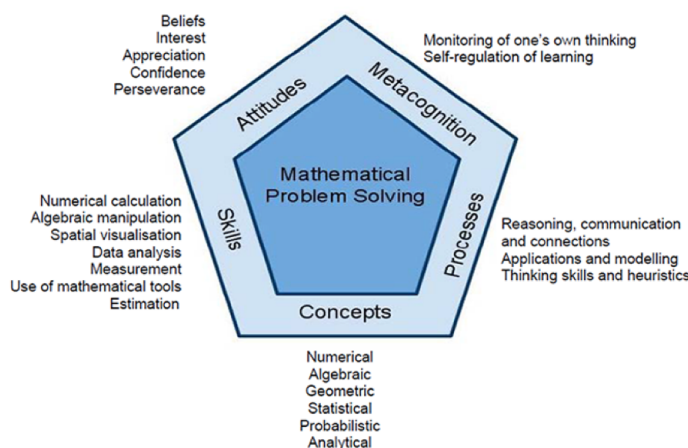 Beliefs
Interest
Appreciation
Confidence
Perseverance
Monitoring of one's own thinking
Self-regulation of learning
Attitudes
Metacognition
Mathematical
Problem Solving
Numerical calculation
Algebraic manipulation
Spatial visualisation
Data analysis
Measurement
Use of mathematical tools
Estimation
Skills
Processes
Reasoning, communication
and connections
Applications and modelling
Thinking skills and heuristics
Concepts
Numerical
Algebraic
Geometric
Statistical
Probabilistic
Analytical